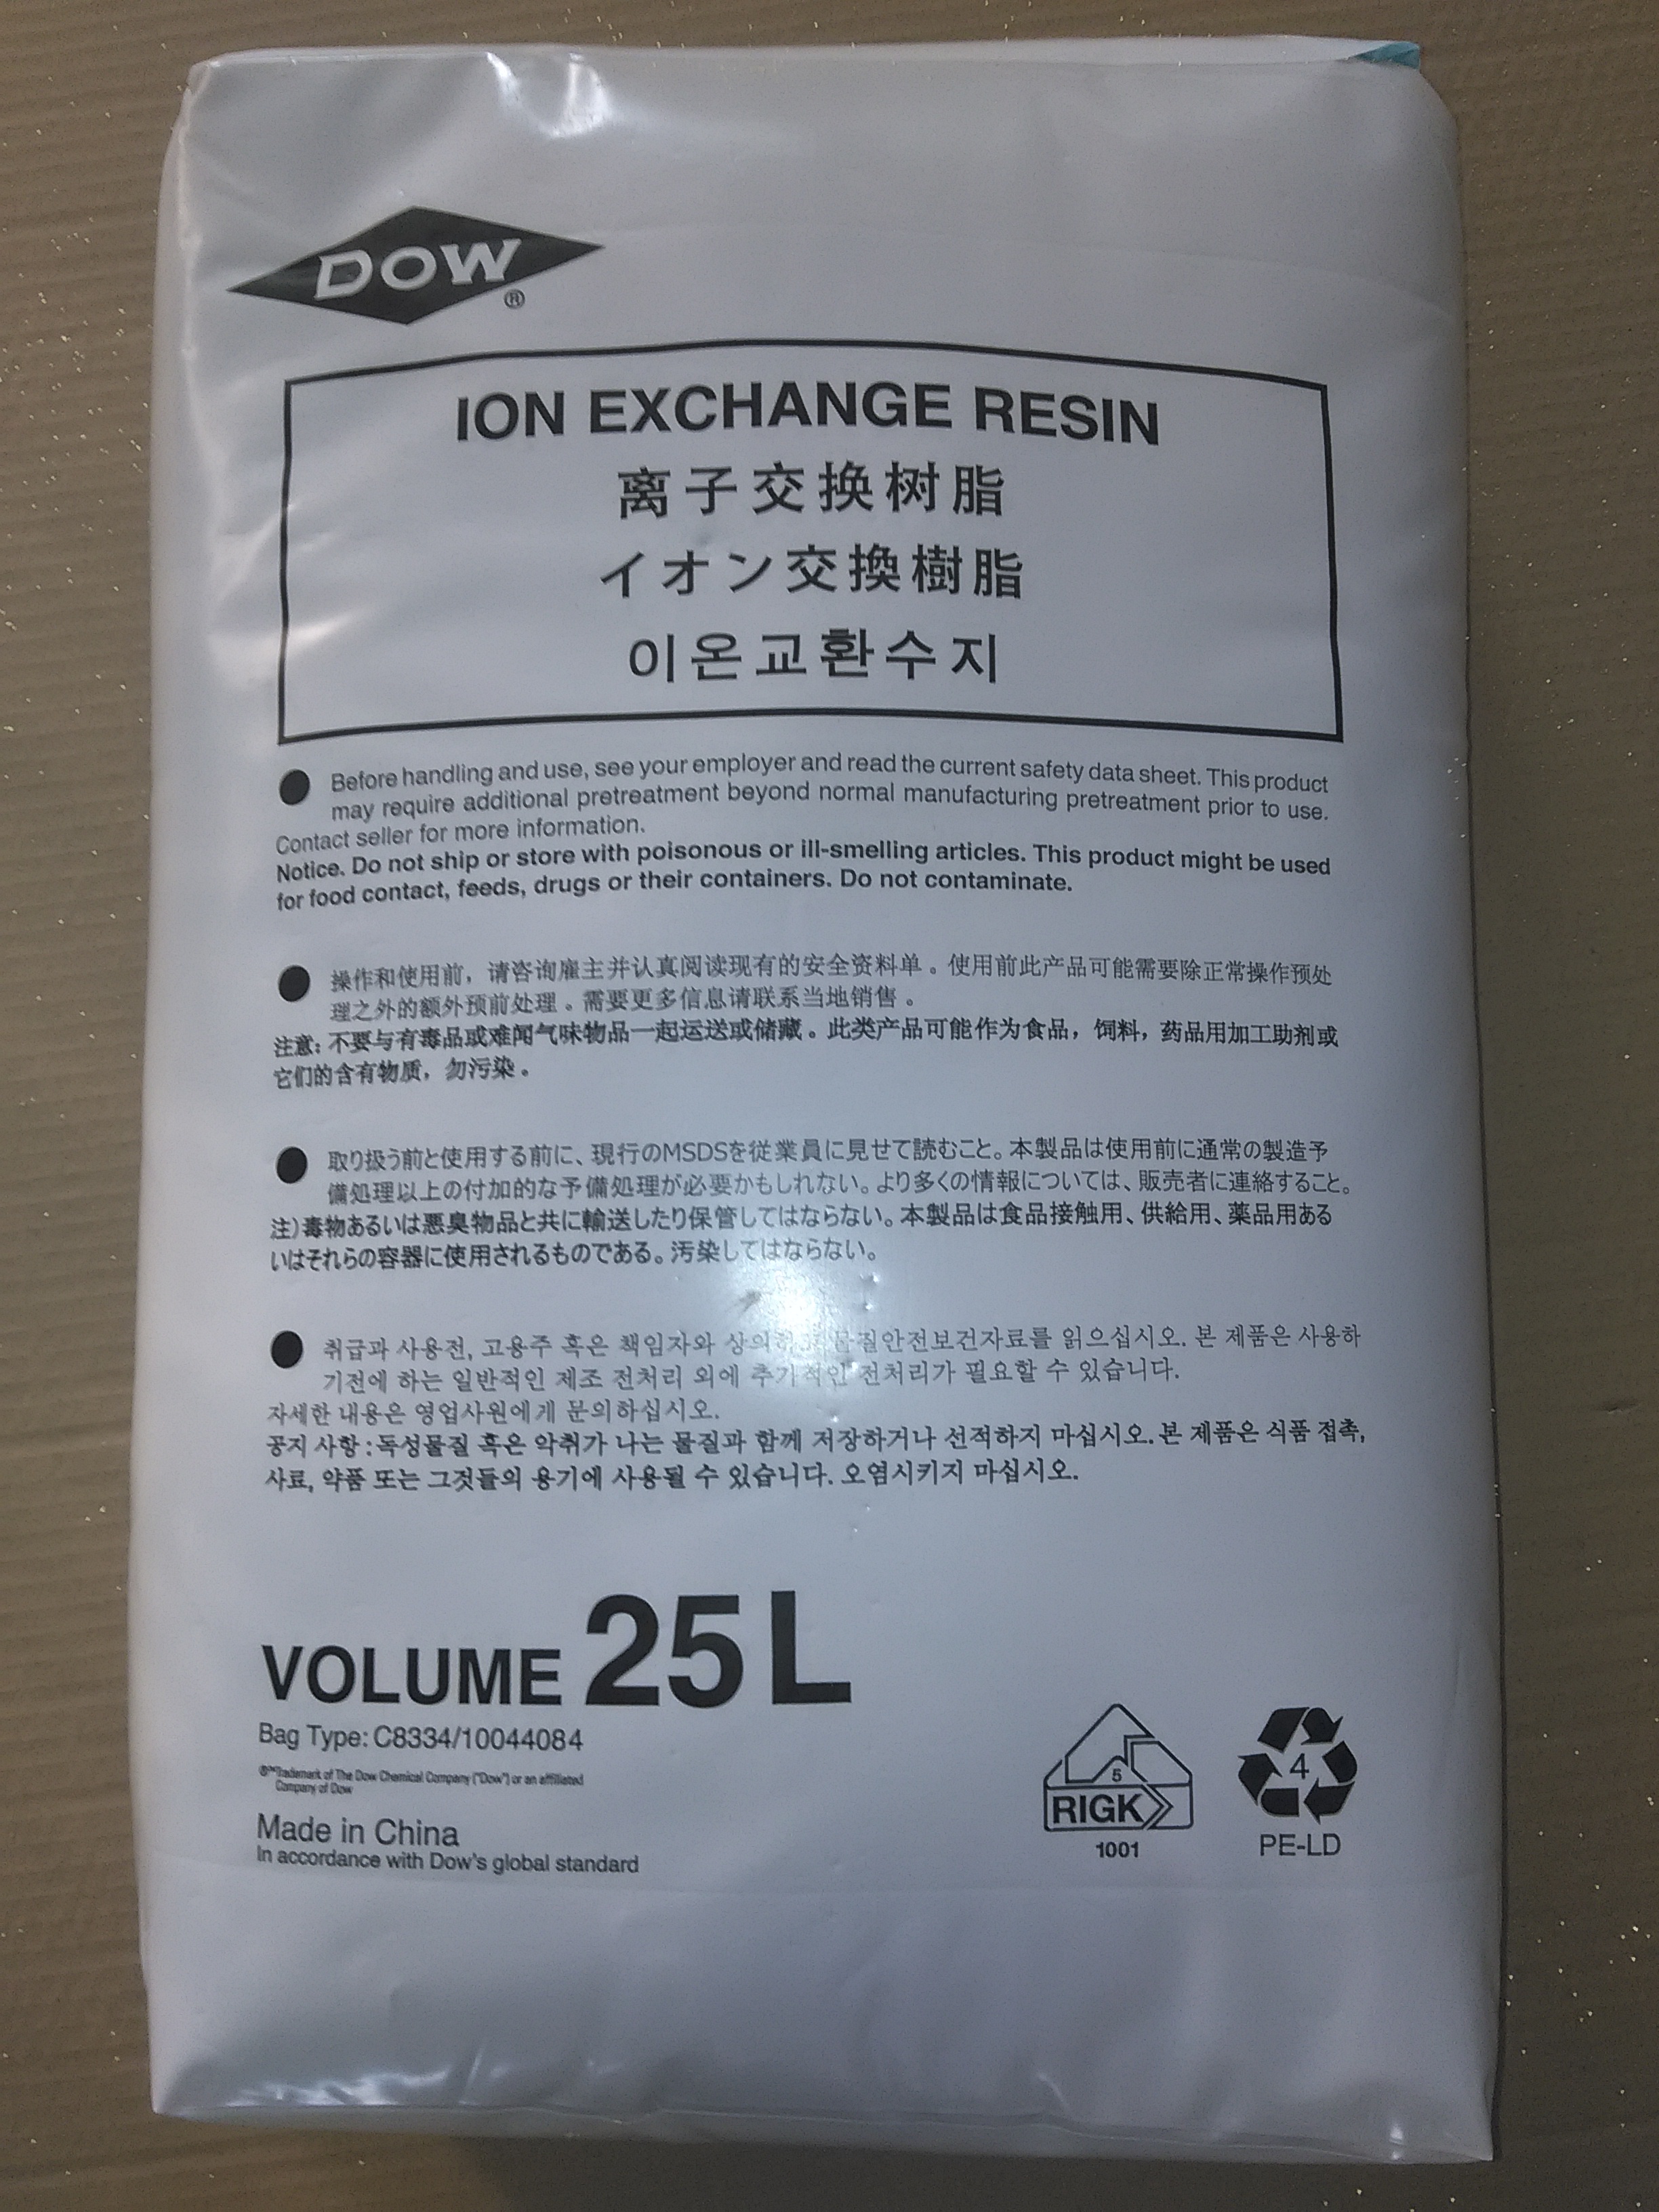 DOW
®
ION EXCHANGE RESIN
离子交换树脂
イオン交換樹脂
이온교환수지
● Before handling and use, see your employer and read the current safety data sheet. This product
may require additional pretreatment beyond normal manufacturing pretreatment prior to use.
Contact seller for more information.
Notice. Do not ship or store with poisonous or ill-smelling articles. This product might be used
for food contact, feeds, drugs or their containers. Do not contaminate.
● 操作和使用前，请咨询雇主并认真阅读现有的安全资料单。使用前此产品可能需要除正常操作预处
理之外的额外预前处理。需要更多信息请联系当地销售。
注意：不要与有毒品或难闻气味物品一起运送或储藏。此类产品可能作为食品，饲料，药品用加工助剂或
它们的含有物质，勿污染。
● 取り扱う前と使用する前に、現行のMSDSを従業員に見せて読むこと。本製品は使用前に通常の製造予
備処理以上の付加的な予備処理が必要かもしれない。より多くの情報については、販売者に連絡すること。
注）毒物あるいは悪臭物品と共に輸送したり保管してはならない。本製品は食品接触用、供給用、薬品用ある
いはそれらの容器に使用されるものである。汚染してはならない。
● 취급과 사용전, 고용주 혹은 책임자와 상의하고 물질안전보건자료를 읽으십시오. 본 제품은 사용하
기전에 하는 일반적인 제조 전처리 외에 추가적인 전처리가 필요할 수 있습니다.
자세한 내용은 영업사원에게 문의하십시오.
공지 사항 : 독성물질 혹은 악취가 나는 물질과 함께 저장하거나 선적하지 마십시오. 본 제품은 식품 접촉,
사료, 약품 또는 그것들의 용기에 사용될 수 있습니다. 오염시키지 마십시오.
VOLUME 25 L
Bag Type: C8334/10044084
®™Trademark of The Dow Chemical Company ("Dow") or an affiliated
Company of Dow
Made in China
In accordance with Dow's global standard
5
RIGK
1001
4
PE-LD